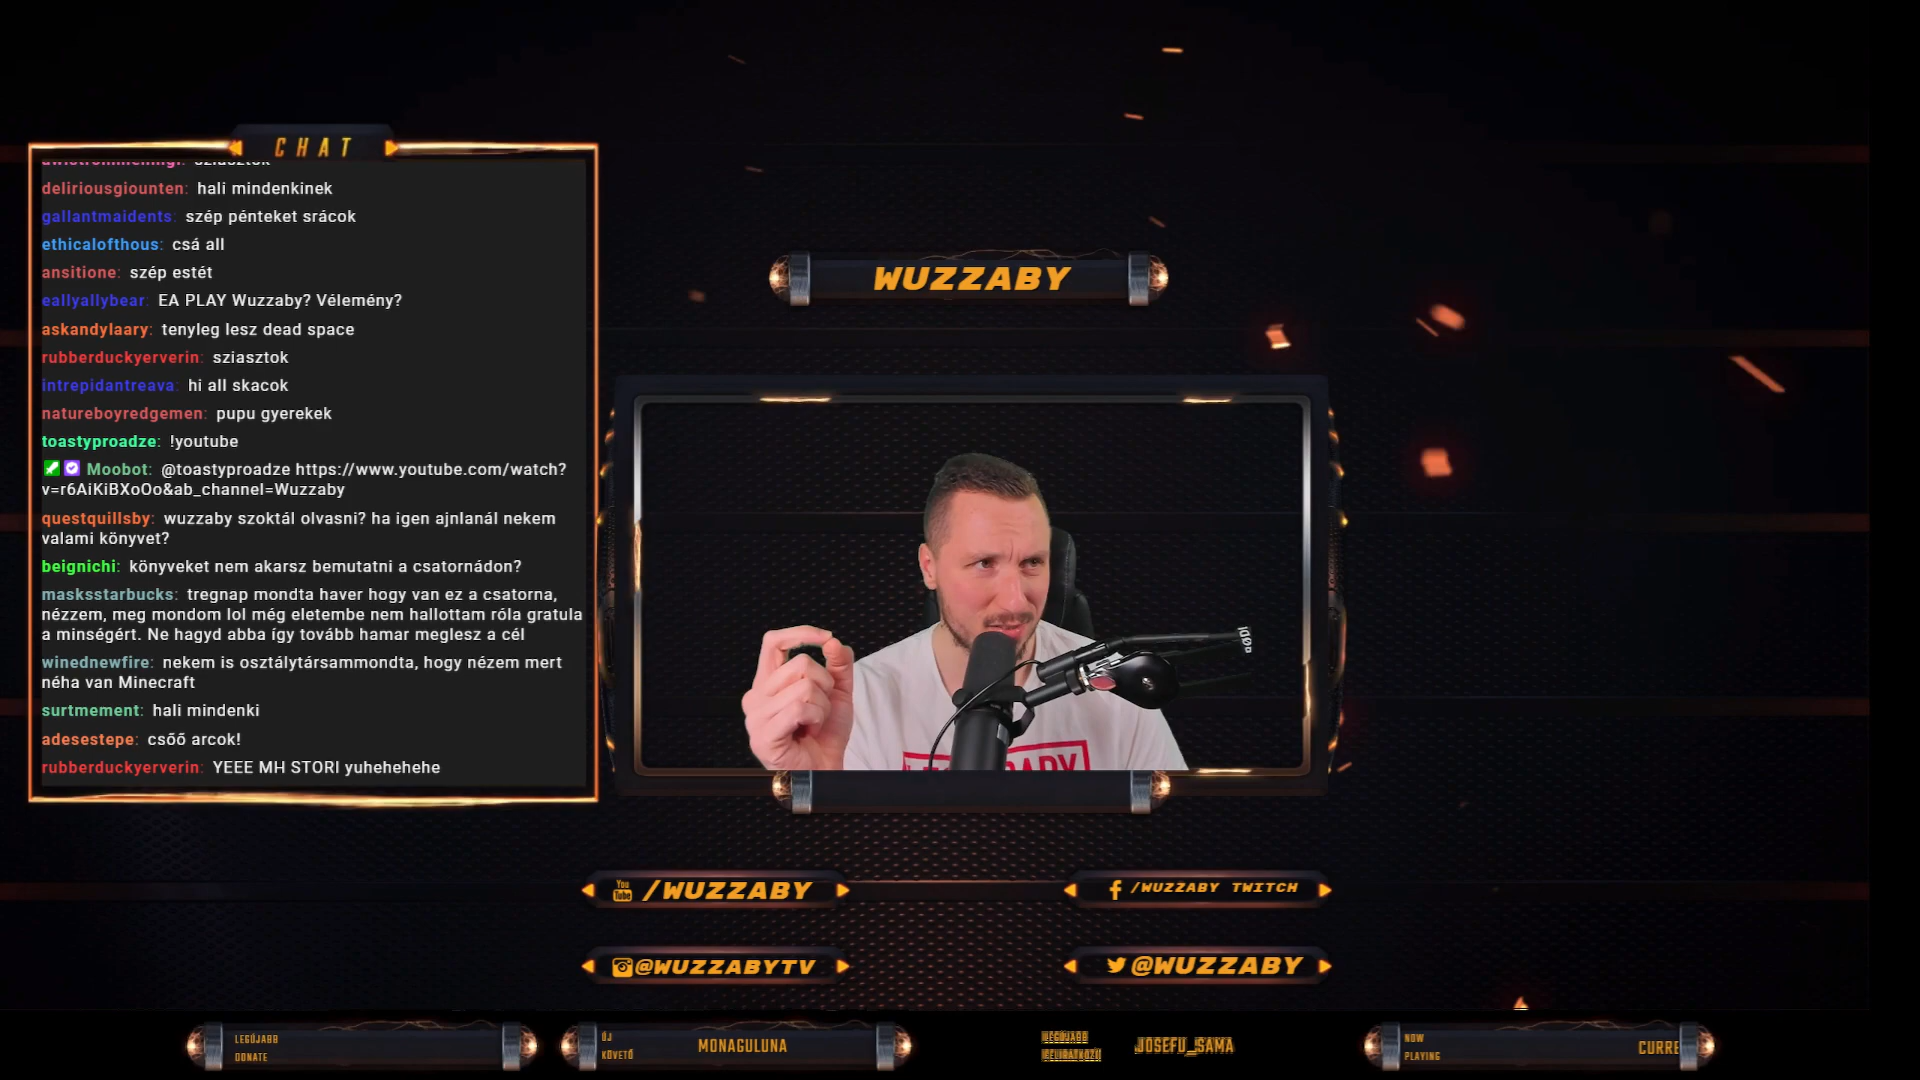 CHAT
sziasztok
deliriousgiounten: hali mindenkinek
gallantmaidents: szép pénteket srácok
ethicalofthous: csá all
ansitione: szép estét
eallyallybear: EA PLAY Wuzzaby? Vélemény?
askandylaary: tenyleg lesz dead space
rubberduckyerverin: sziasztok
intrepidantreava: hi all skacok
natureboyredgemen: pupu gyerekek
toastyproadze: !youtube
Moobot: @toastyproadze https://www.youtube.com/watch?
v=r6AiKiBXoOo&ab_channel=Wuzzaby
questquillsby: wuzzaby szoktál olvasni? ha igen ajnlanál nekem
valami könyvet?
beignichi: könyveket nem akarsz bemutatni a csatornádon?
masksstarbucks: tregnap mondta haver hogy van ez a csatorna,
nézzem, meg mondom lol még eletembe nem hallottam róla gratula
a minségért. Ne hagyd abba így tovább hamar meglesz a cél
winednewfire: nekem is osztálytársammondta, hogy nézem mert
néha van Minecraft
surtmement: hali mindenki
adesestepe: csőő arcok!
rubberduckyerverin: YEEE MH STORI yuhehehehe
WUZZABY
You Tube /WUZZABY
/WUZZABY TWITCH
@WUZZABYTV
@WUZZABY
LEGÚJABB
DONATE
ÚJ
KÖVETŐ
MONAGULUNA
LEGÚJABB
FELIRATKOZÓ
JOSEFU_SAMA
NOW
PLAYING
CURRE